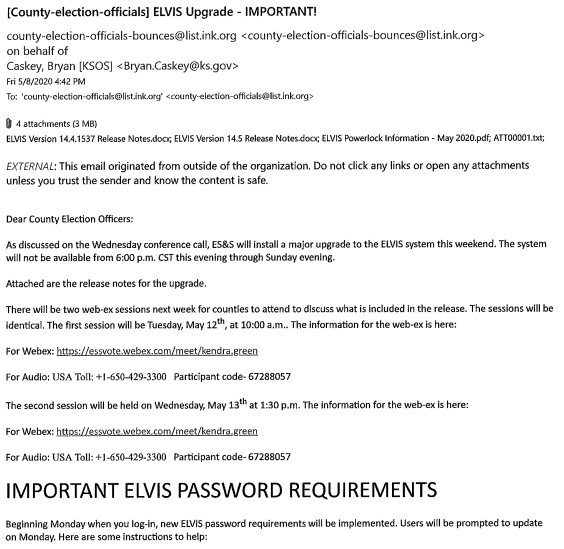 [County-election-officials] ELVIS Upgrade - IMPORTANT!
county-election-officials-bounces@list.ink.org <county-election-officials-bounces@list.ink.org>
on behalf of
Caskey, Bryan [KSOS] <Bryan.Caskey@ks.gov>
Fri 5/8/2020 4:42 PM
To: 'county-election-officials@list.ink.org' <county-election-officials@list.ink.org>
4 attachments (3 MB)
ELVIS Version 14.4.1537 Release Notes.docx; ELVIS Version 14.5 Release Notes.docx; ELVIS Powerlock Information - May 2020.pdf; ATT00001.txt;
EXTERNAL: This email originated from outside of the organization. Do not click any links or open any attachments
unless you trust the sender and know the content is safe.
Dear County Election Officers:
As discussed on the Wednesday conference call, ES&S will install a major upgrade to the ELVIS system this weekend. The system
will not be available from 6:00 p.m. CST this evening through Sunday evening.
Attached are the release notes for the upgrade.
There will be two web-ex sessions next week for counties to attend to discuss what is included in the release. The sessions will be
identical. The first session will be Tuesday, May 12th, at 10:00 a.m.. The information for the web-ex is here:
For Webex: https://essvote.webex.com/meet/kendra.green
For Audio: USA Toll: +1-650-429-3300 Participant code- 67288057
The second session will be held on Wednesday, May 13th at 1:30 p.m. The information for the web-ex is here:
For Webex: https://essvote.webex.com/meet/kendra.green
For Audio: USA Toll: +1-650-429-3300 Participant code- 67288057
IMPORTANT ELVIS PASSWORD REQUIREMENTS
Beginning Monday when you log-in, new ELVIS password requirements will be implemented. Users will be prompted to update
on Monday. Here are some instructions to help: